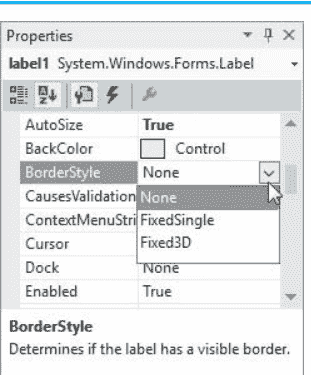 Properties
label1 System.Windows.Forms.Label
AutoSize True
BackColor Control
BorderStyle None
CausesValidation None
ContextMenuStri FixedSingle
Cursor Fixed3D
Dock None
Enabled True
BorderStyle
Determines if the label has a visible border.